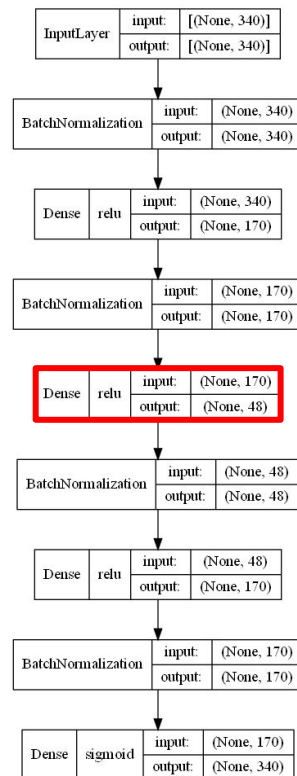 InputLayer input: [(None, 340)]
output: [(None, 340)]
BatchNormalization input: (None, 340)
output: (None, 340)
Dense relu input: (None, 340)
output: (None, 170)
BatchNormalization input: (None, 170)
output: (None, 170)
Dense relu input: (None, 170)
output: (None, 48)
BatchNormalization input: (None, 48)
output: (None, 48)
Dense relu input: (None, 48)
output: (None, 170)
BatchNormalization input: (None, 170)
output: (None, 170)
Dense sigmoid input: (None, 170)
output: (None, 340)